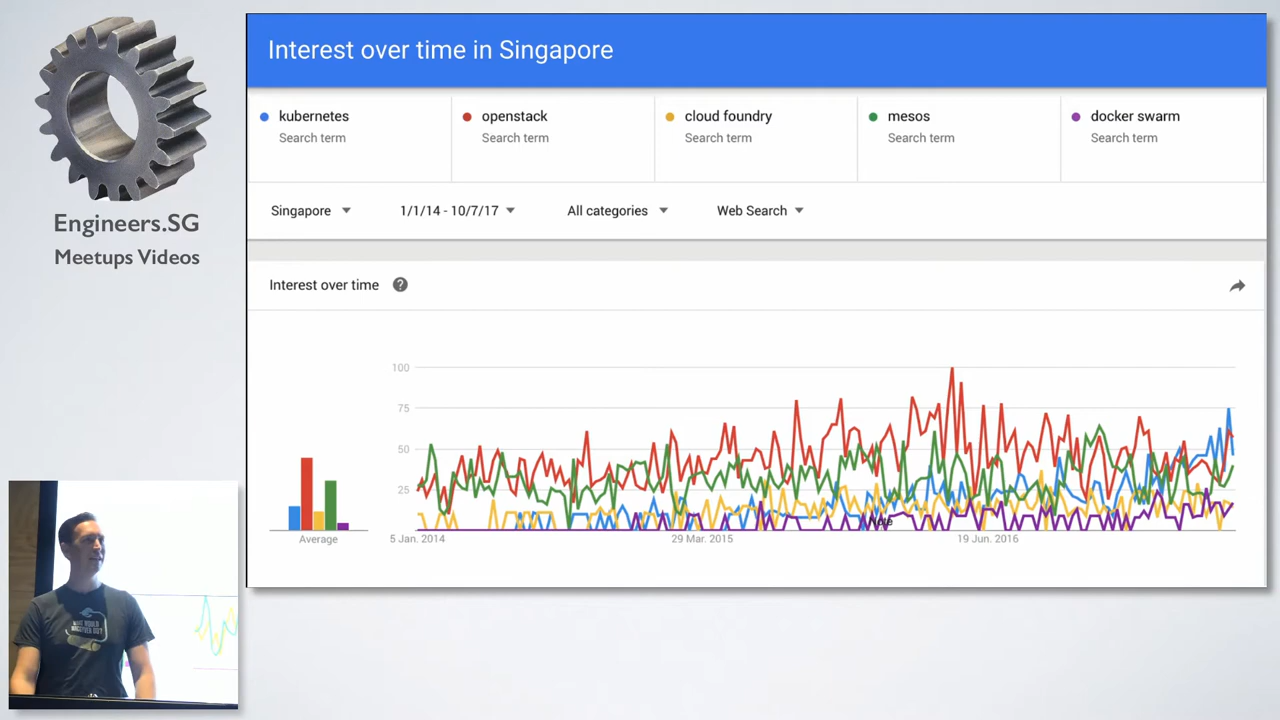 Engineers.SG
Meetups Videos
Interest over time in Singapore
kubernetes
Search term
openstack
Search term
cloud foundry
Search term
mesos
Search term
docker swarm
Search term
Singapore
1/1/14 - 10/7/17
All categories
Web Search
Interest over time
?
100
75
50
25
Average
Note
5 Jan. 2014
29 Mar. 2015
19 Jun. 2016